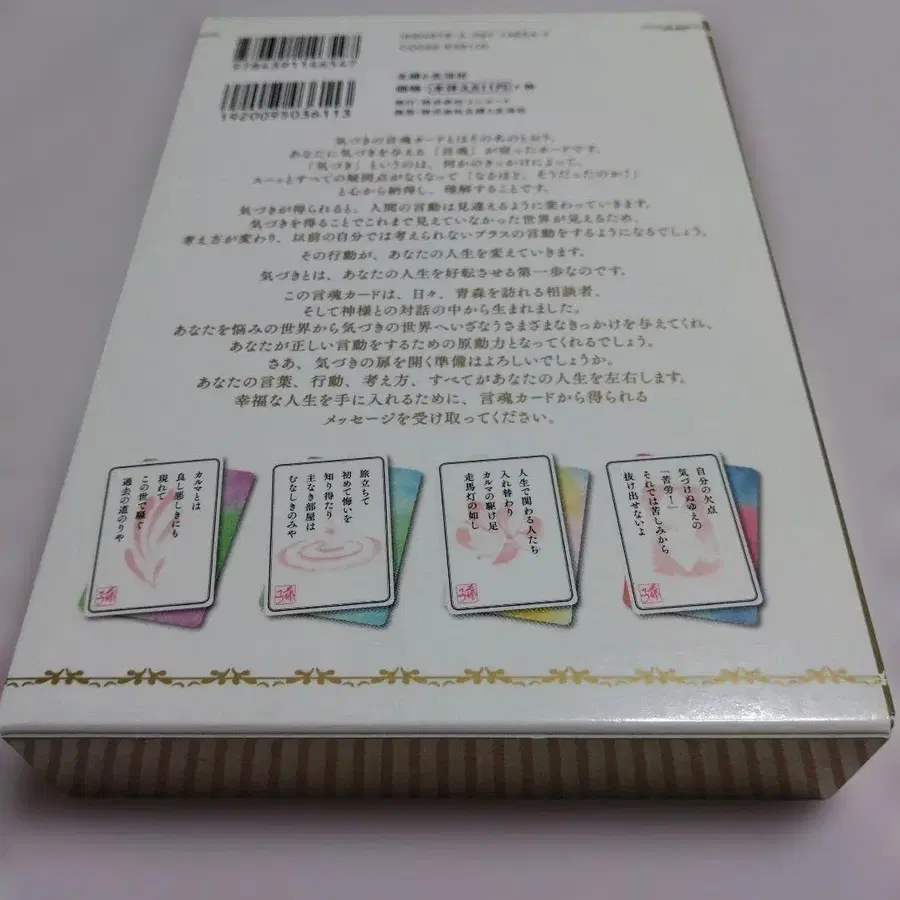 1920095036113
主婦と生活社
価格：本体3,611円＋税
気づきの言魂カードとはその名のとおり、
あなたに気づきを与える「言魂」が宿ったカードです。
「気づき」というのは、何かのきっかけによって、
スーッとすべての疑問点がなくなって「なるほど、そうだったのか！」
と心から納得し、理解することです。
気づきが得られると、人間の言動は見違えるように変わっていきます。
気づきを得ることでこれまで見えていなかった世界が見えるため、
考え方が変わり、以前の自分では考えられないプラスの言動をするようになるでしょう。
その行動が、あなたの人生を変えていきます。
気づきとは、あなたの人生を好転させる第一歩なのです。
この言魂カードは、日々、青森を訪れる相談者、
そして神様との対話の中から生まれました。
あなたを悩みの世界から気づきの世界へいざなうさまざまなきっかけを与えてくれ、
あなたが正しい言動をするための原動力となってくれるでしょう。
さあ、気づきの扉を開く準備はよろしいでしょうか。
あなたの言葉、行動、考え方、すべてがあなたの人生を左右します。
幸福な人生を手に入れるために、言魂カードから得られる
メッセージを受け取ってください。
カルマとは
良し悪しきにも
現れて
この世で騒ぐ
過去の道のりや
旅立ちて
初めて悔いを
知り得たり
主なき部屋は
むなしきのみや
人生で関わる人たち
入れ替わり
カルマの駆け足
走馬灯の如し
自分の欠点
気づけぬゆえの
「苦労！」
それでは苦しみから
抜け出せないよ